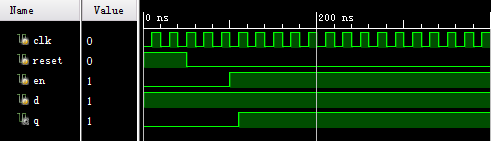 Name Value 0 ns 200 ns
clk 0
reset 0
en 1
d 1
q 1